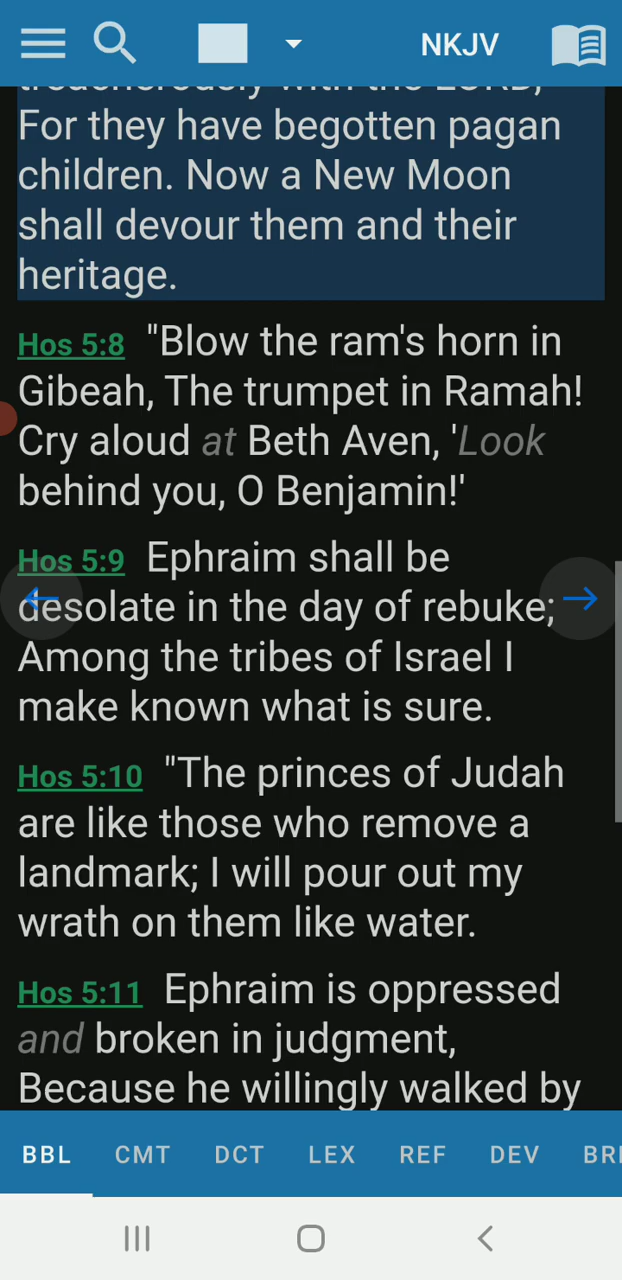 NKJV
treacherously with the LORD;
For they have begotten pagan
children. Now a New Moon
shall devour them and their
heritage.
Hos 5:8 "Blow the ram's horn in
Gibeah, The trumpet in Ramah!
Cry aloud at Beth Aven, 'Look
behind you, O Benjamin!'
Hos 5:9 Ephraim shall be
desolate in the day of rebuke;
Among the tribes of Israel I
make known what is sure.
Hos 5:10 "The princes of Judah
are like those who remove a
landmark; I will pour out my
wrath on them like water.
Hos 5:11 Ephraim is oppressed
and broken in judgment,
Because he willingly walked by
BBL CMT DCT LEX REF DEV BRI